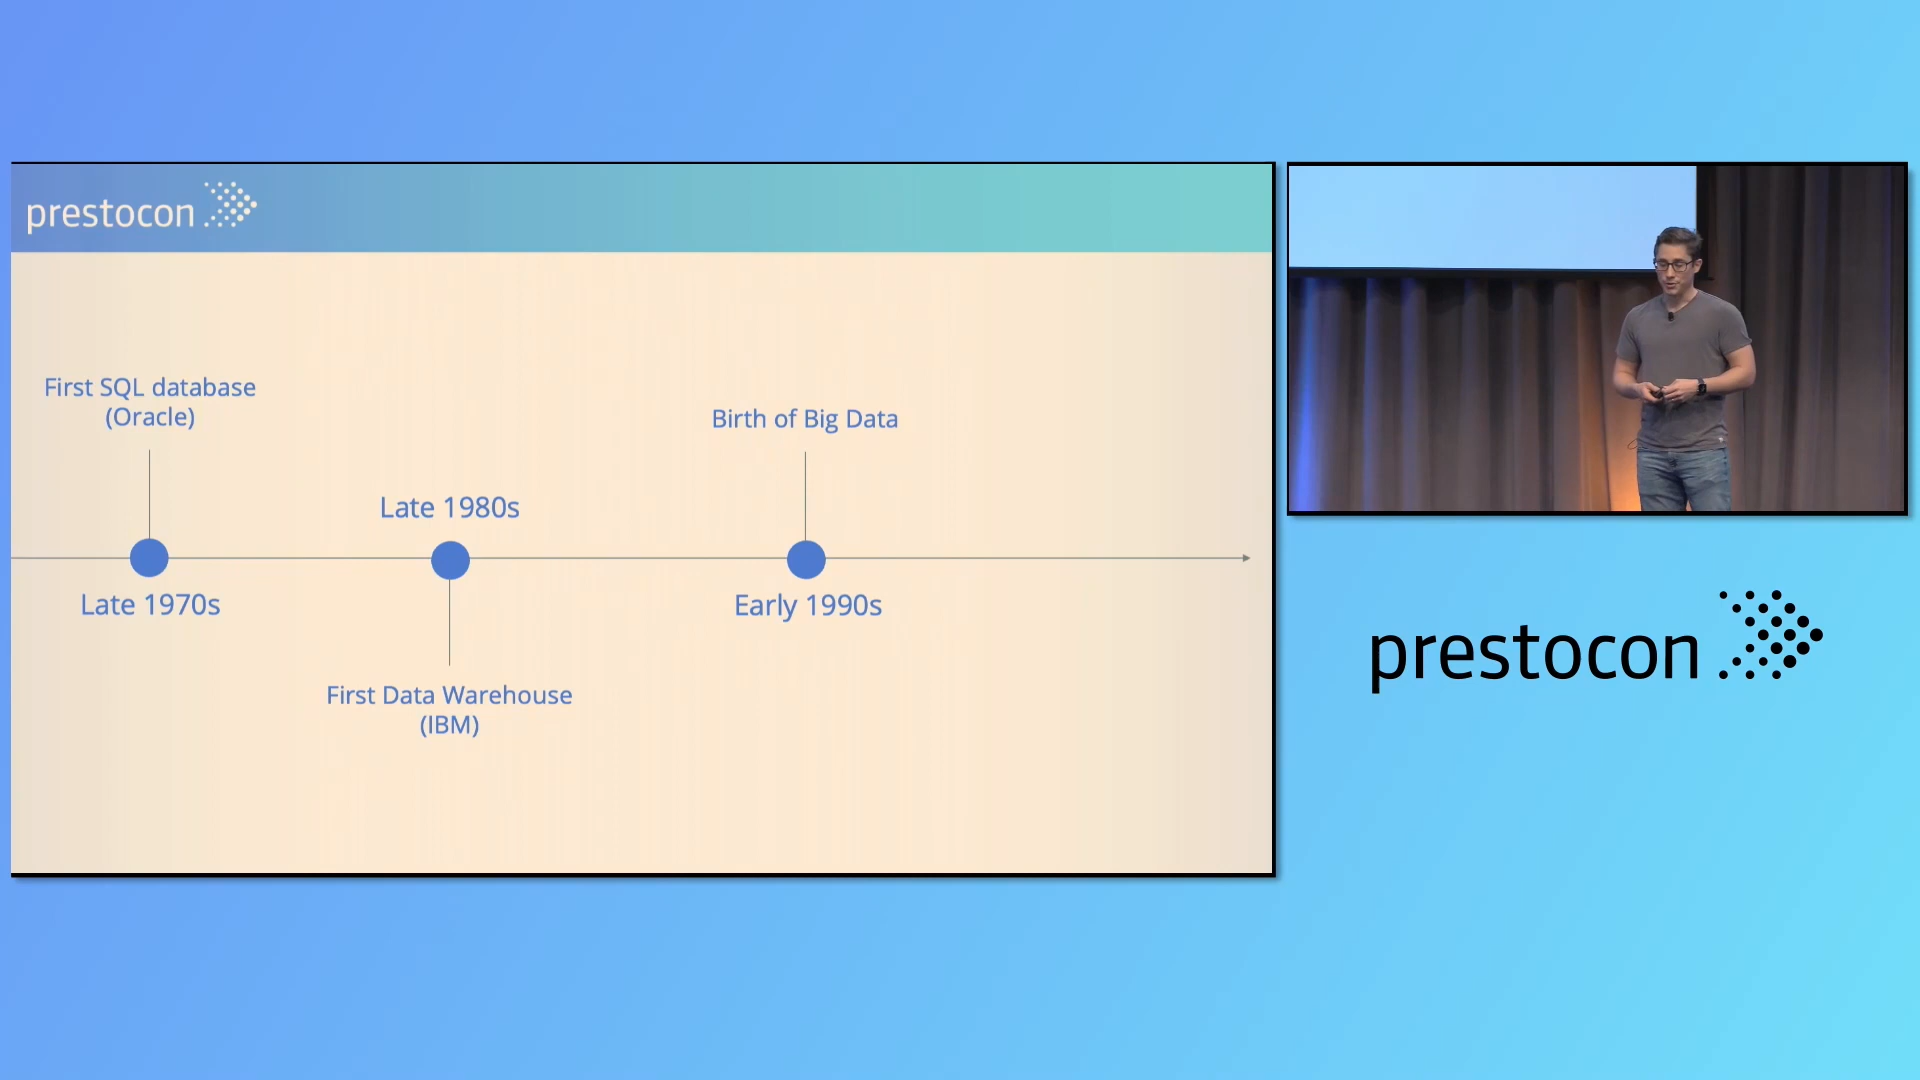 prestocon
First SQL database
(Oracle)
Late 1970s
Late 1980s
First Data Warehouse
(IBM)
Birth of Big Data
Early 1990s
prestocon